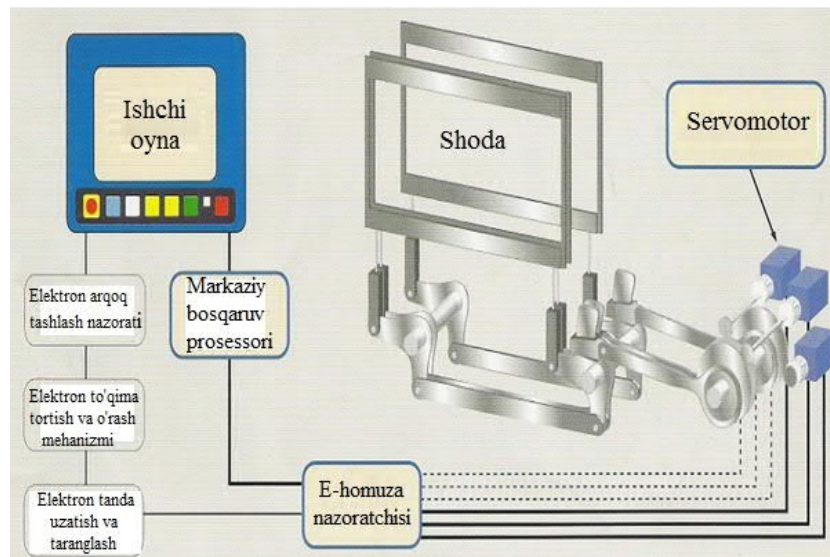 Ishchi
oyna
Shoda
Servomotor
Elektron arqoq
tashlash nazorati
Markaziy
bosqaruv
prosessori
Elektron to'qima
tortish va o'rash
mehanizmi
Elektron tanda
uzatish va
taranglash
E-homuza
nazoratchisi